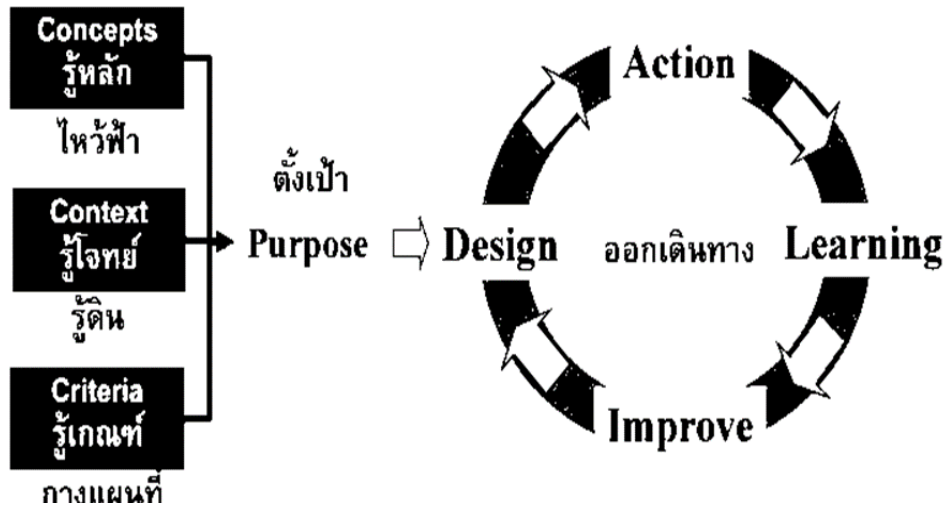 Concepts
รู้หลัก
ไหว้ฟ้า
Context
รู้โจทย์
รู้ดิน
Criteria
รู้เกณฑ์
กางแผนที่
ตั้งเป้า
Purpose
Design
Action
Learning
Improve
ออกเดินทาง